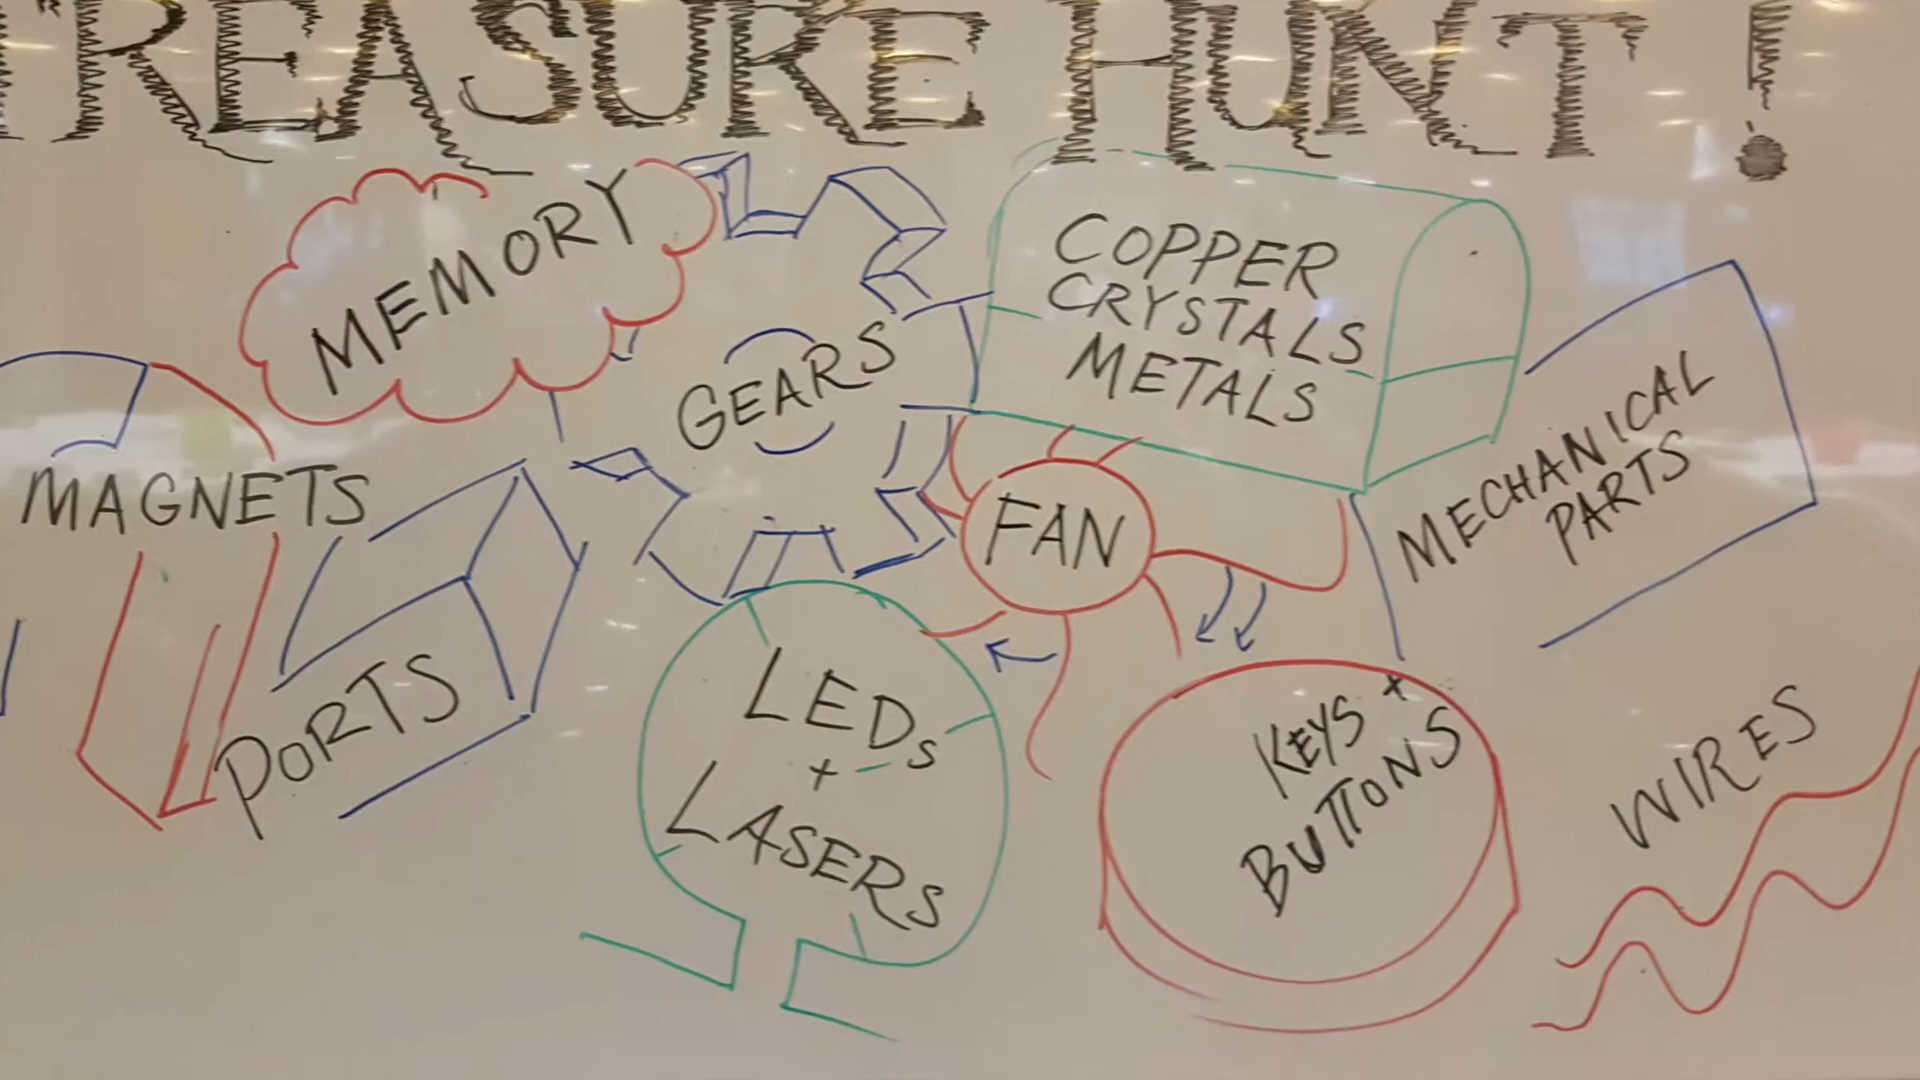 TREASURE HUNT!
MEMORY
GEARS
COPPER
CRYSTALS
METALS
MECHANICAL
PARTS
MAGNETS
FAN
PORTS
LEDs
+
LASERS
KEYS +
BUTTONS
WIRES